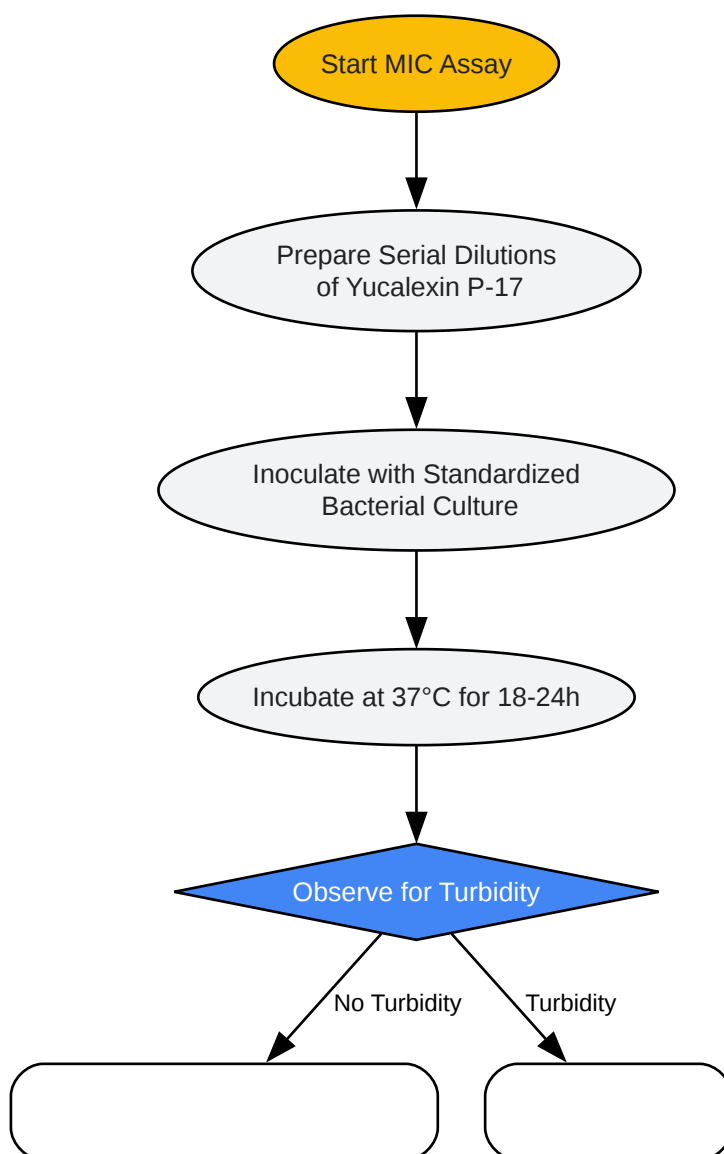 Start MIC Assay
Prepare Serial Dilutions
of Yucalexin P-17
Inoculate with Standardized
Bacterial Culture
Incubate at 37°C for 18-24h
Observe for Turbidity
No Turbidity
Turbidity